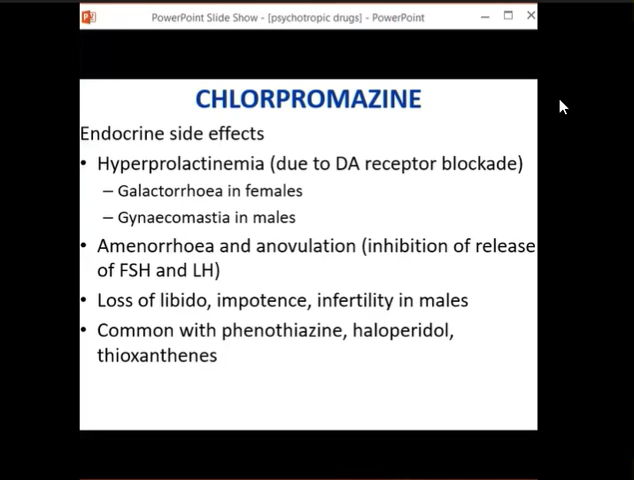 PowerPoint Slide Show - [psychotropic drugs] - PowerPoint
CHLORPROMAZINE
Endocrine side effects
• Hyperprolactinemia (due to DA receptor blockade)
– Galactorrhoea in females
– Gynaecomastia in males
• Amenorrhoea and anovulation (inhibition of release
of FSH and LH)
• Loss of libido, impotence, infertility in males
• Common with phenothiazine, haloperidol,
thioxanthenes